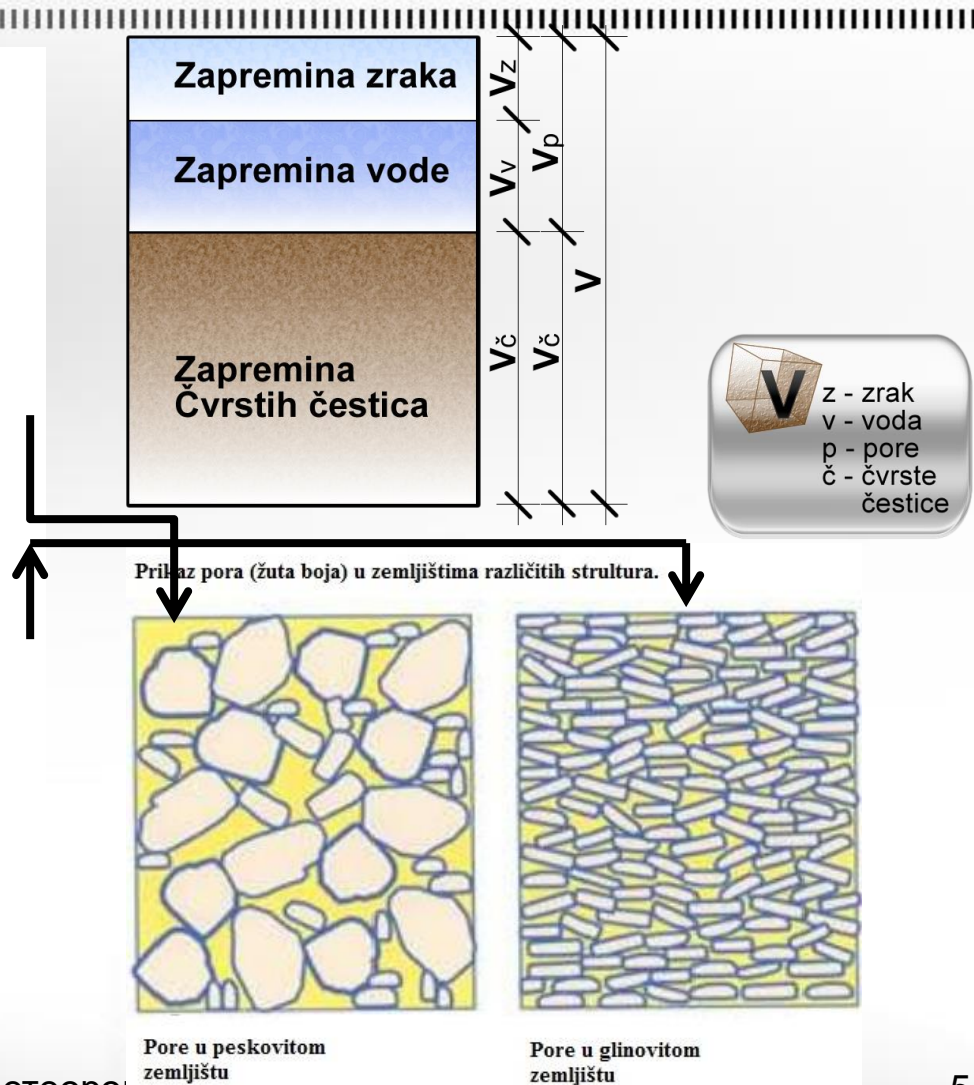 Zapremina zraka
Zapremina vode
Zapremina
Čvrstih čestica
Vz
Vv
Vp
V
Vč
Vč
V
z - zrak
v - voda
p - pore
č - čvrste
čestice
Prikaz pora (žuta boja) u zemljištima različitih strultura.
Pore u peskovitom
zemljištu
Pore u glinovitom
zemljištu
5